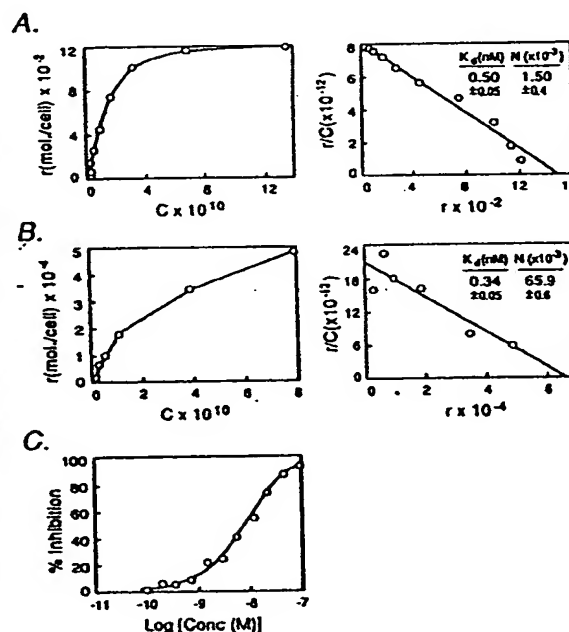 A.
r(mol./cell) x 10⁻²
12
8
4
0
0 4 8 12
C x 10¹⁰
r/C(x10⁻¹²)
8
6
4
2
0
K_d(nM) N (x10⁻³)
0.50 1.50
±0.05 ±0.4
0 4 8 12
r x 10⁻²
B.
r(mol./cell) x 10⁻⁴
5
4
3
2
1
0
0 2 4 6 8
C x 10¹⁰
24
18
12
6
0
K_d(nM) N (x10⁻³)
0.34 65.9
±0.05 ±0.6
0 2 4 6
r x 10⁻⁴
C.
% Inhibition
100
80
60
40
20
0
-11 -10 -9 -8 -7
Log [Conc (M)]